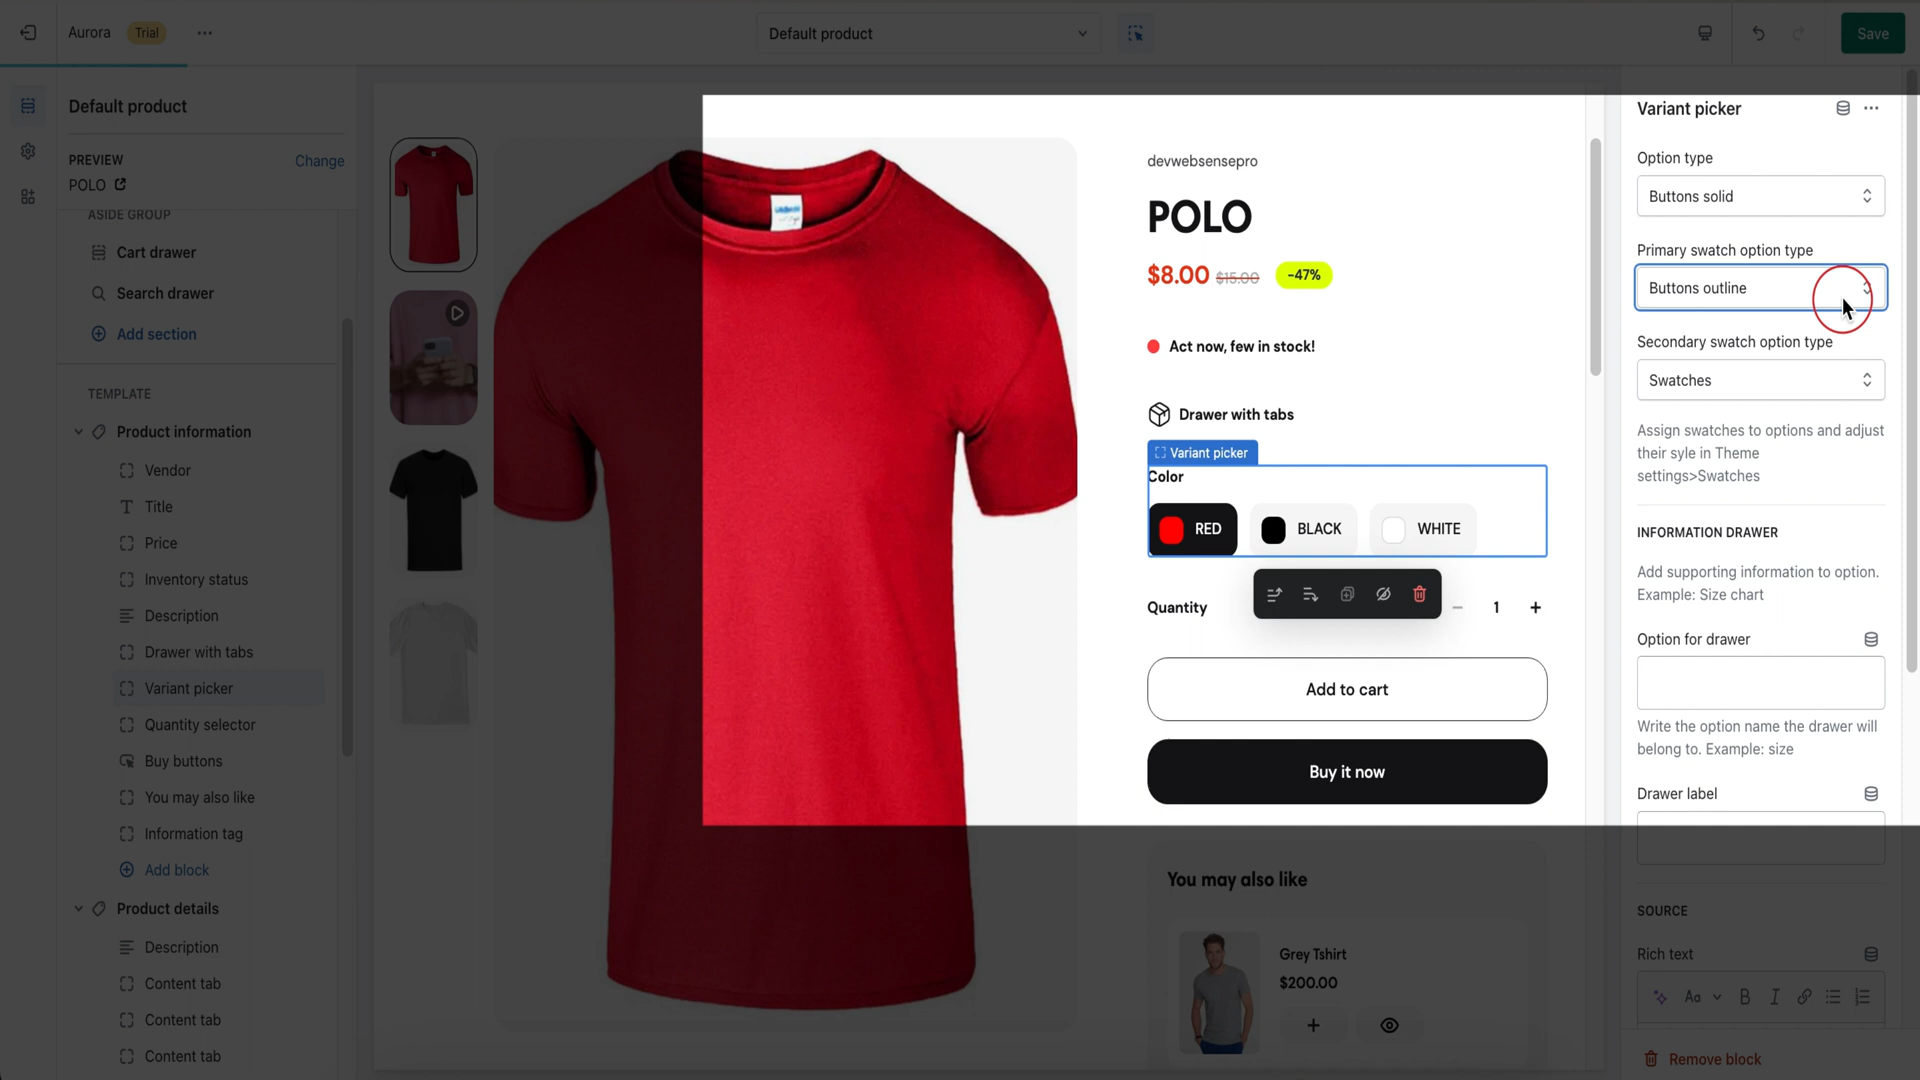 Aurora
Trial
Default product
Save
Default product
PREVIEW
Change
POLO
ASIDE GROUP
Cart drawer
Search drawer
Add section
TEMPLATE
Product information
Vendor
Title
Price
Inventory status
Description
Drawer with tabs
Variant picker
Quantity selector
Buy buttons
You may also like
Information tag
Add block
Product details
Description
Content tab
Content tab
Content tab
devwebsensepro
POLO
$8.00 $15.00 -47%
Act now, few in stock!
Drawer with tabs
Variant picker
Color
RED
BLACK
WHITE
Quantity
1
Add to cart
Buy it now
You may also like
Grey Tshirt
$200.00
Variant picker
Option type
Buttons solid
Primary swatch option type
Buttons outline
Secondary swatch option type
Swatches
Assign swatches to options and adjust
their syle in Theme
settings>Swatches
INFORMATION DRAWER
Add supporting information to option.
Example: Size chart
Option for drawer
Write the option name the drawer will
belong to. Example: size
Drawer label
SOURCE
Rich text
Aa
B
I
Remove block